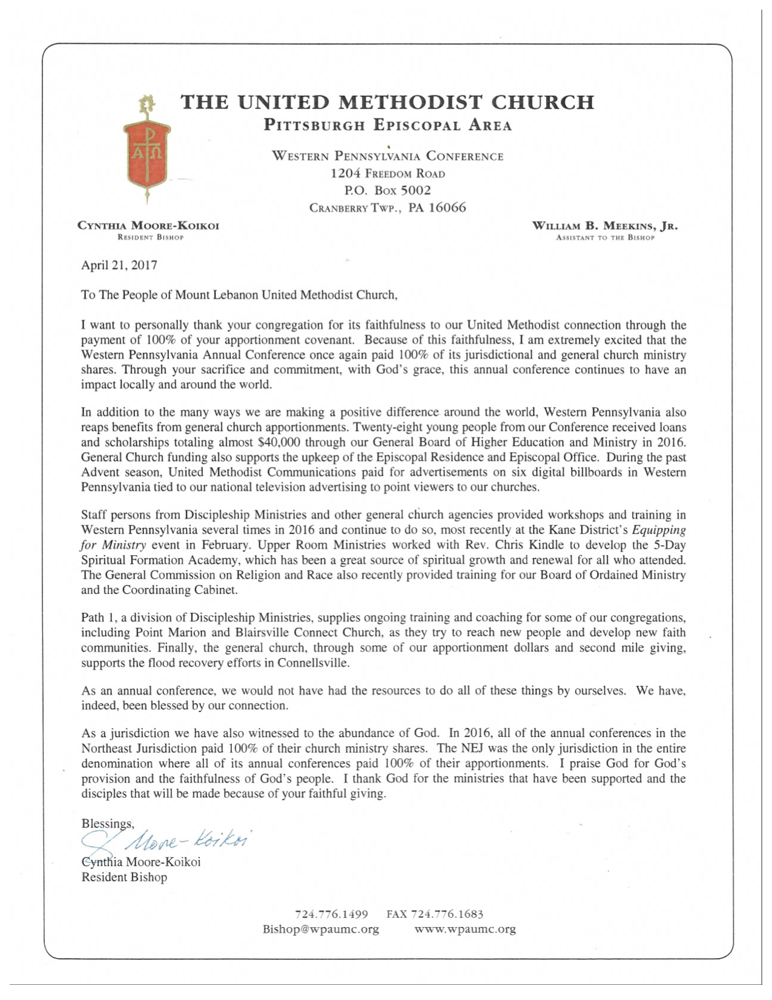 THE UNITED METHODIST CHURCH
PITTSBURGH EPISCOPAL AREA
Α Ω
WESTERN PENNSYLVANIA CONFERENCE
1204 FREEDOM ROAD
P.O. BOX 5002
CRANBERRY TWP., PA 16066
CYNTHIA MOORE-KOIKOI
RESIDENT BISHOP
WILLIAM B. MEEKINS, JR.
ASSISTANT TO THE BISHOP
April 21, 2017
To The People of Mount Lebanon United Methodist Church,
I want to personally thank your congregation for its faithfulness to our United Methodist connection through the
payment of 100% of your apportionment covenant. Because of this faithfulness, I am extremely excited that the
Western Pennsylvania Annual Conference once again paid 100% of its jurisdictional and general church ministry
shares. Through your sacrifice and commitment, with God's grace, this annual conference continues to have an
impact locally and around the world.
In addition to the many ways we are making a positive difference around the world, Western Pennsylvania also
reaps benefits from general church apportionments. Twenty-eight young people from our Conference received loans
and scholarships totaling almost $40,000 through our General Board of Higher Education and Ministry in 2016.
General Church funding also supports the upkeep of the Episcopal Residence and Episcopal Office. During the past
Advent season, United Methodist Communications paid for advertisements on six digital billboards in Western
Pennsylvania tied to our national television advertising to point viewers to our churches.
Staff persons from Discipleship Ministries and other general church agencies provided workshops and training in
Western Pennsylvania several times in 2016 and continue to do so, most recently at the Kane District's Equipping
for Ministry event in February. Upper Room Ministries worked with Rev. Chris Kindle to develop the 5-Day
Spiritual Formation Academy, which has been a great source of spiritual growth and renewal for all who attended.
The General Commission on Religion and Race also recently provided training for our Board of Ordained Ministry
and the Coordinating Cabinet.
Path 1, a division of Discipleship Ministries, supplies ongoing training and coaching for some of our congregations,
including Point Marion and Blairsville Connect Church, as they try to reach new people and develop new faith
communities. Finally, the general church, through some of our apportionment dollars and second mile giving,
supports the flood recovery efforts in Connellsville.
As an annual conference, we would not have had the resources to do all of these things by ourselves. We have,
indeed, been blessed by our connection.
As a jurisdiction we have also witnessed to the abundance of God. In 2016, all of the annual conferences in the
Northeast Jurisdiction paid 100% of their church ministry shares. The NEJ was the only jurisdiction in the entire
denomination where all of its annual conferences paid 100% of their apportionments. I praise God for God's
provision and the faithfulness of God's people. I thank God for the ministries that have been supported and the
disciples that will be made because of your faithful giving.
Blessings,
Moore-Koikoi
Cynthia Moore-Koikoi
Resident Bishop
724.776.1499 FAX 724.776.1683
Bishop@wpaumc.org www.wpaumc.org